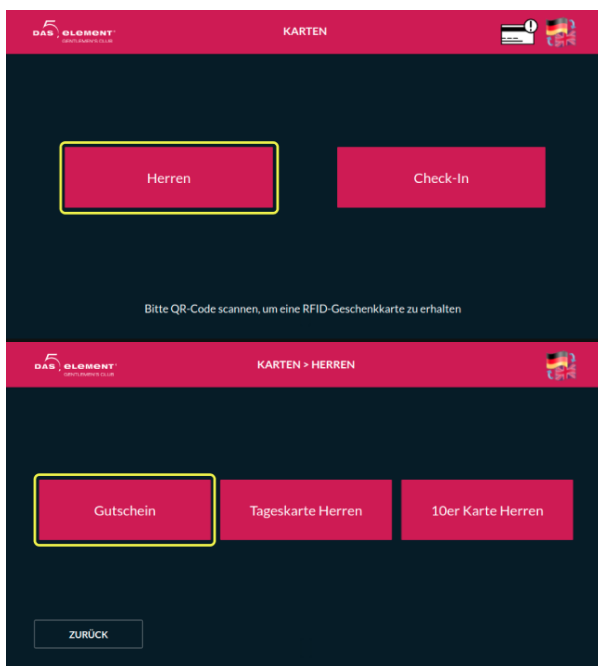 DAS 5 ELEMENT
GENTLEMEN'S CLUB
KARTEN
Herren
Check-In
Bitte QR-Code scannen, um eine RFID-Geschenkkarte zu erhalten
DAS 5 ELEMENT
GENTLEMEN'S CLUB
KARTEN > HERREN
Gutschein
Tageskarte Herren
10er Karte Herren
ZURÜCK